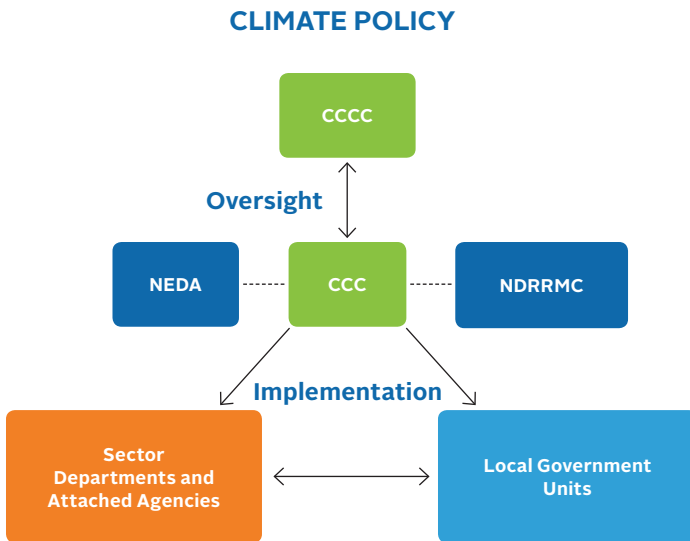 CLIMATE POLICY
CCCC
Oversight
NEDA
CCC
NDRRMC
Implementation
Sector
Departments and
Attached Agencies
Local Government
Units